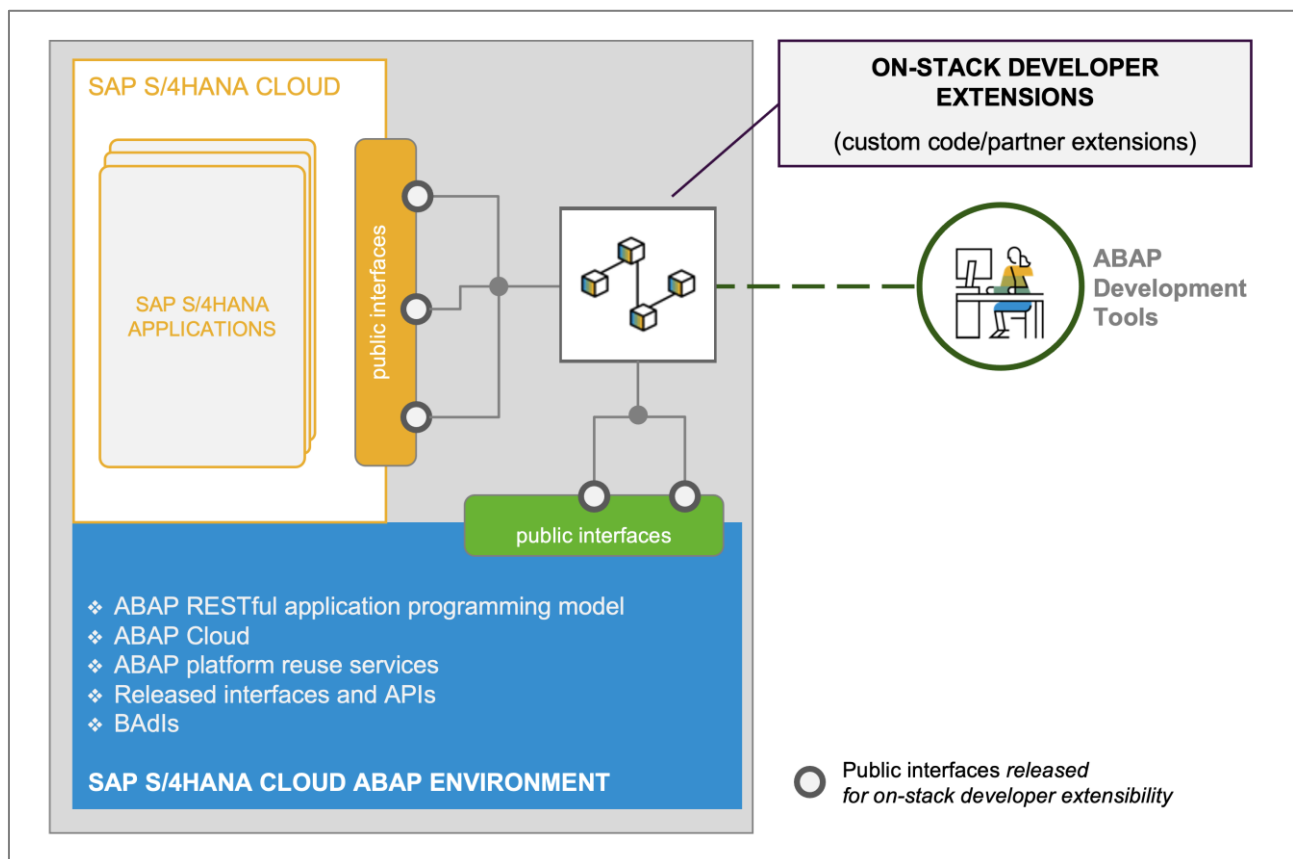 SAP S/4HANA CLOUD
SAP S/4HANA
APPLICATIONS
public interfaces
ON-STACK DEVELOPER
EXTENSIONS
(custom code/partner extensions)
ABAP
Development
Tools
public interfaces
❖ ABAP RESTful application programming model
❖ ABAP Cloud
❖ ABAP platform reuse services
❖ Released interfaces and APIs
❖ BAdIs
SAP S/4HANA CLOUD ABAP ENVIRONMENT
Public interfaces released
for on-stack developer extensibility